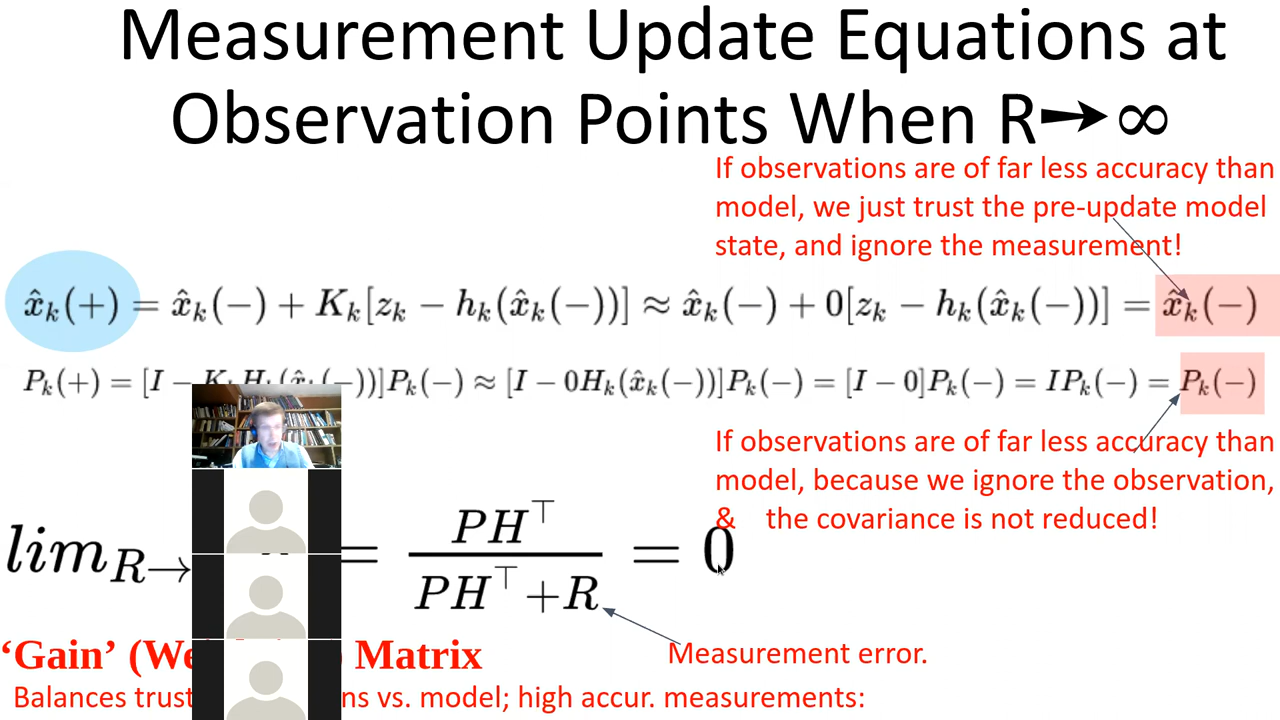 Measurement Update Equations at
Observation Points When R→∞
If observations are of far less accuracy than
model, we just trust the pre-update model
state, and ignore the measurement!
x̂ₖ(+) = x̂ₖ(−) + Kₖ[zₖ − hₖ(x̂ₖ(−))] ≈ x̂ₖ(−) + 0[zₖ − hₖ(x̂ₖ(−))] = x̂ₖ(−)
Pₖ(+) = [I − KₖHₖ(x̂ₖ(−))]Pₖ(−) ≈ [I − 0Hₖ(x̂ₖ(−))]Pₖ(−) = [I − 0]Pₖ(−) = IPₖ(−) = Pₖ(−)
If observations are of far less accuracy than
model, because we ignore the observation,
& the covariance is not reduced!
lim R→ = PH⊤ / PH⊤+R = 0
‘Gain’ Matrix
Measurement error.
Balances trust vs. model; high accur. measurements: